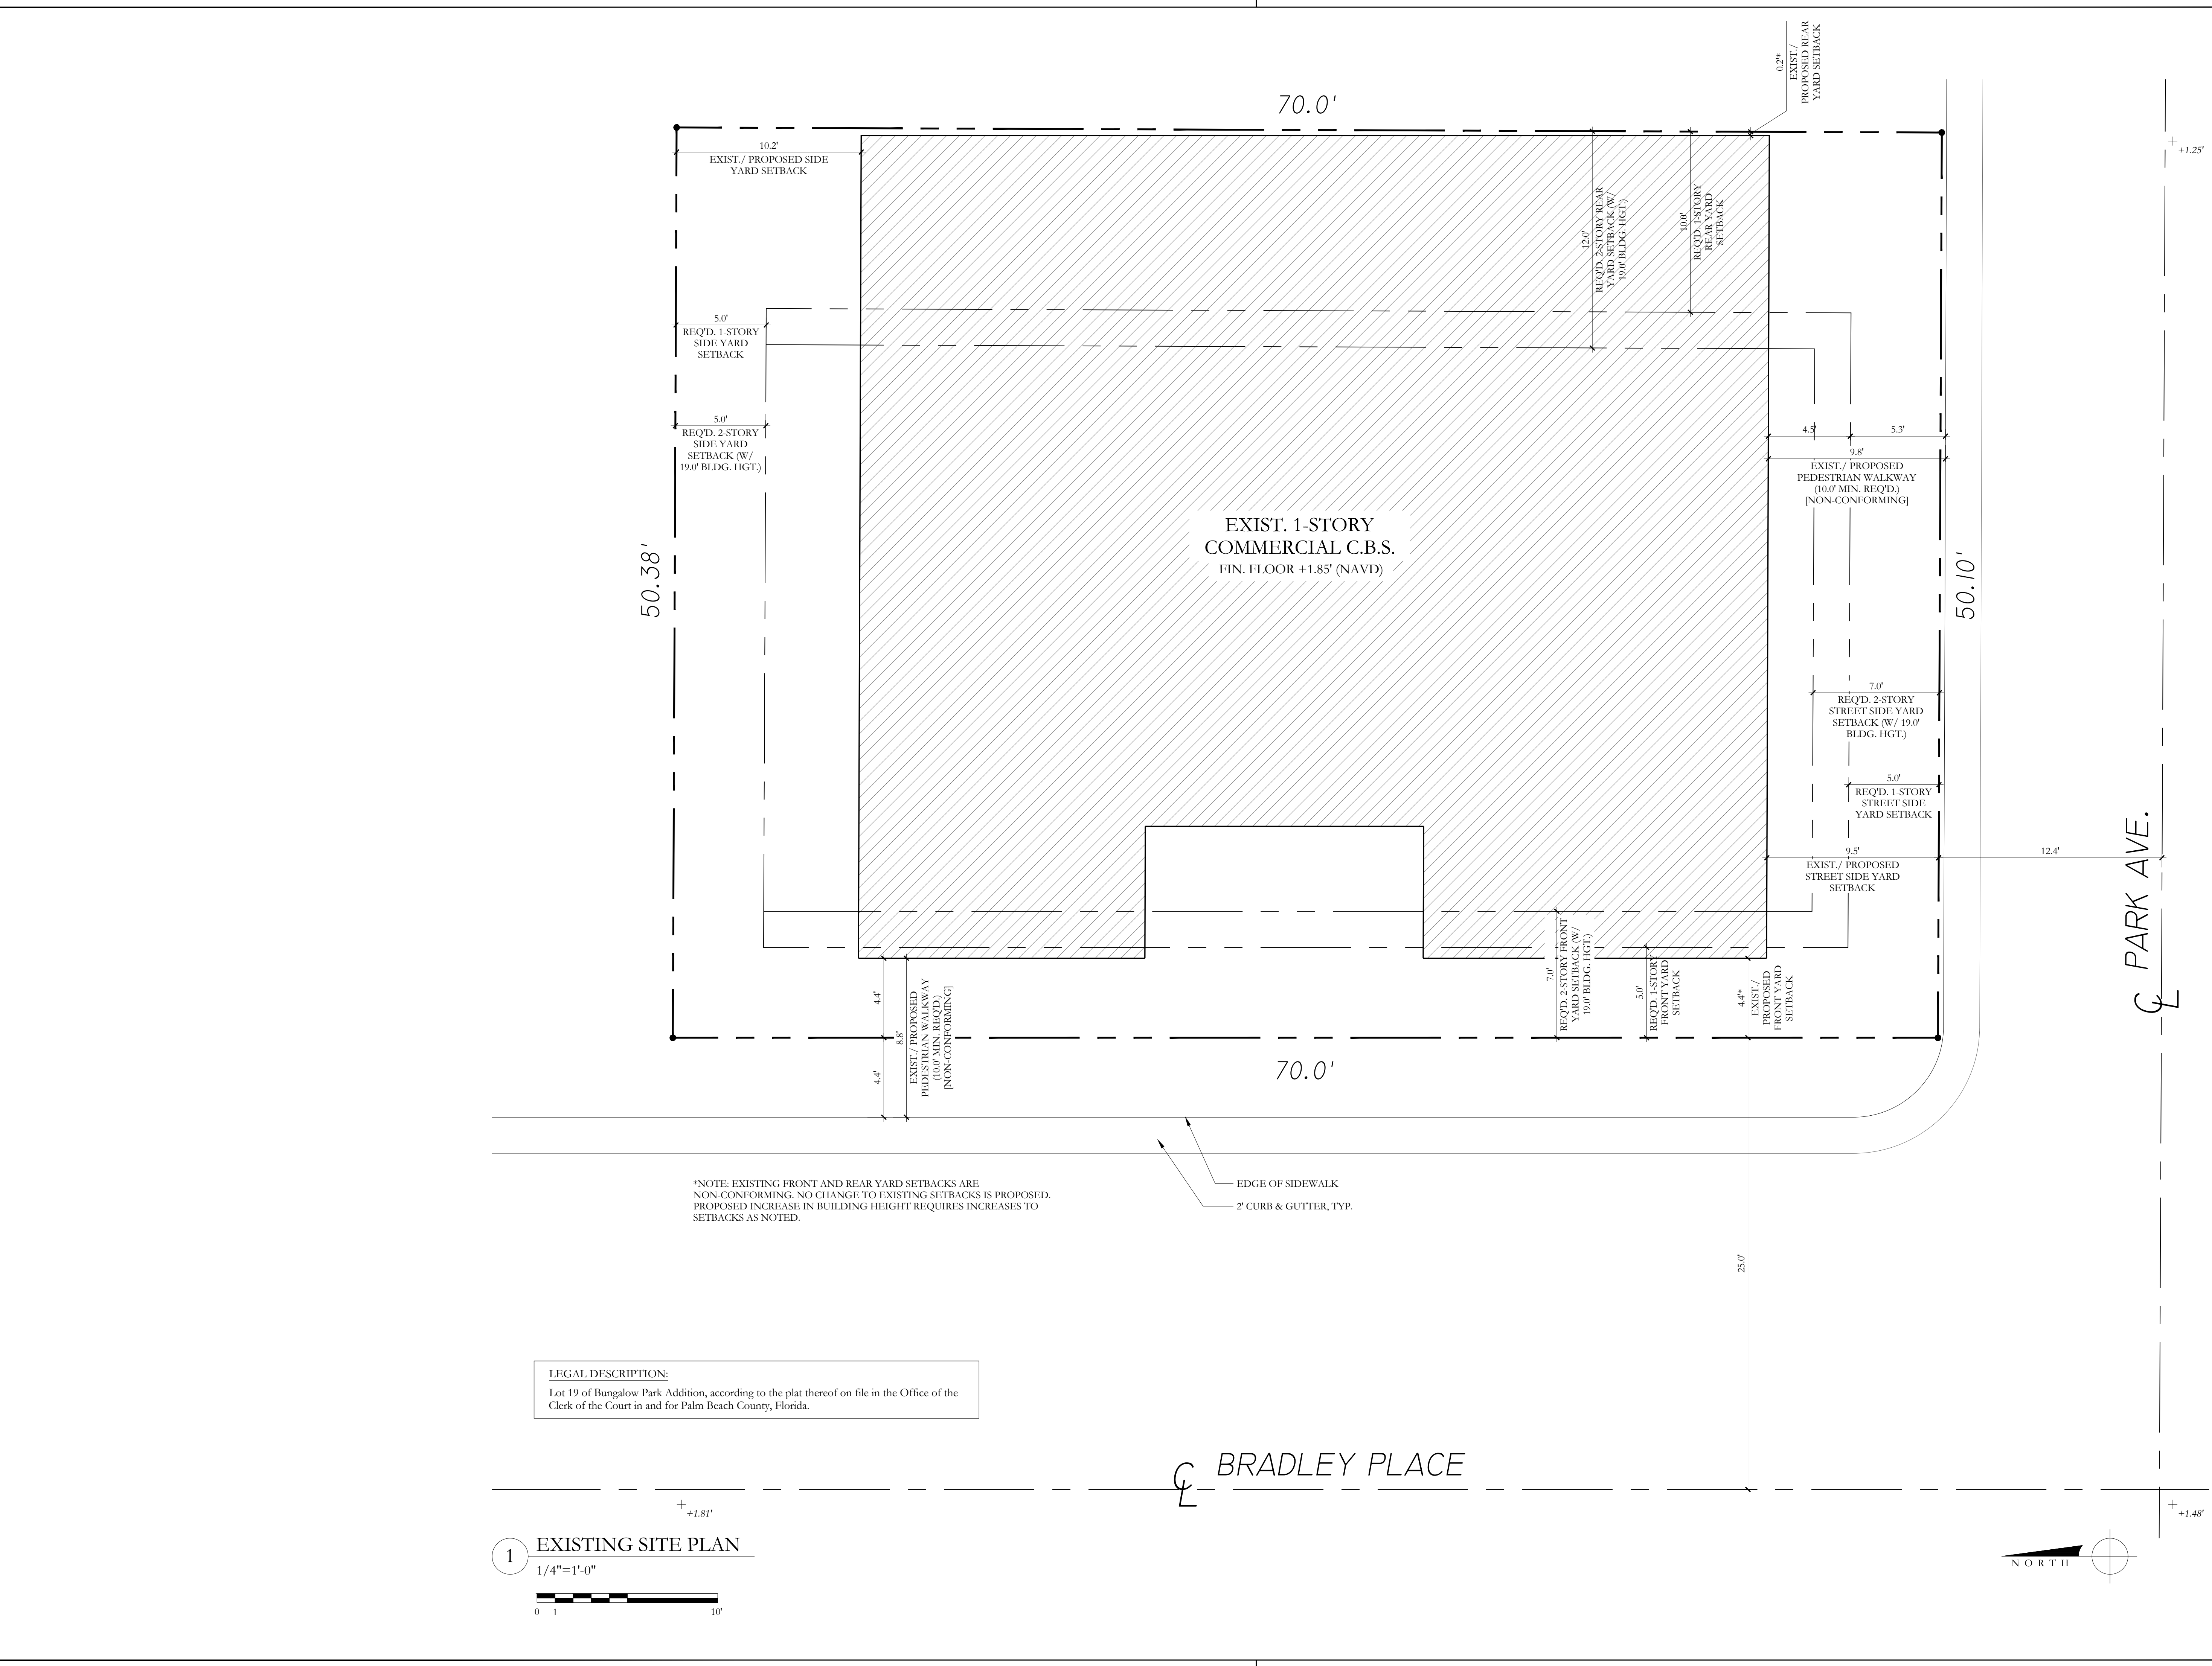 0.2'*
EXIST./
PROPOSED REAR
YARD SETBACK
70.0'
+1.25'
10.2'
EXIST./ PROPOSED SIDE
YARD SETBACK
12.0'
REQ'D. 2-STORY REAR
YARD SETBACK (W/
19.0' BLDG. HGT.)
10.0'
REQ'D. 1-STORY
REAR YARD
SETBACK
5.0'
REQ'D. 1-STORY
SIDE YARD
SETBACK
5.0'
REQ'D. 2-STORY
SIDE YARD
SETBACK (W/
19.0' BLDG. HGT.)
4.5'
5.3'
9.8'
EXIST./ PROPOSED
PEDESTRIAN WALKWAY
(10.0' MIN. REQ'D.)
[NON-CONFORMING]
EXIST. 1-STORY
COMMERCIAL C.B.S.
FIN. FLOOR +1.85' (NAVD)
50.38'
50.10'
7.0'
REQ'D. 2-STORY
STREET SIDE YARD
SETBACK (W/ 19.0'
BLDG. HGT.)
5.0'
REQ'D. 1-STORY
STREET SIDE
YARD SETBACK
9.5'
EXIST./ PROPOSED
STREET SIDE YARD
SETBACK
12.4'
CL PARK AVE.
4.4'
4.4'
8.8'
EXIST./ PROPOSED
PEDESTRIAN WALKWAY
(10.0' MIN. REQ'D.)
[NON-CONFORMING]
7.0'
REQ'D. 2-STORY FRONT
YARD SETBACK (W/
19.0' BLDG. HGT.)
5.0'
REQ'D. 1-STORY
FRONT YARD
SETBACK
4.4'*
EXIST./
PROPOSED
FRONT YARD
SETBACK
70.0'
*NOTE: EXISTING FRONT AND REAR YARD SETBACKS ARE
NON-CONFORMING. NO CHANGE TO EXISTING SETBACKS IS PROPOSED.
PROPOSED INCREASE IN BUILDING HEIGHT REQUIRES INCREASES TO
SETBACKS AS NOTED.
EDGE OF SIDEWALK
2' CURB & GUTTER, TYP.
25.0'
LEGAL DESCRIPTION:
Lot 19 of Bungalow Park Addition, according to the plat thereof on file in the Office of the
Clerk of the Court in and for Palm Beach County, Florida.
CL BRADLEY PLACE
+1.81'
+1.48'
1 EXISTING SITE PLAN
1/4"=1'-0"
0 1 10'
NORTH